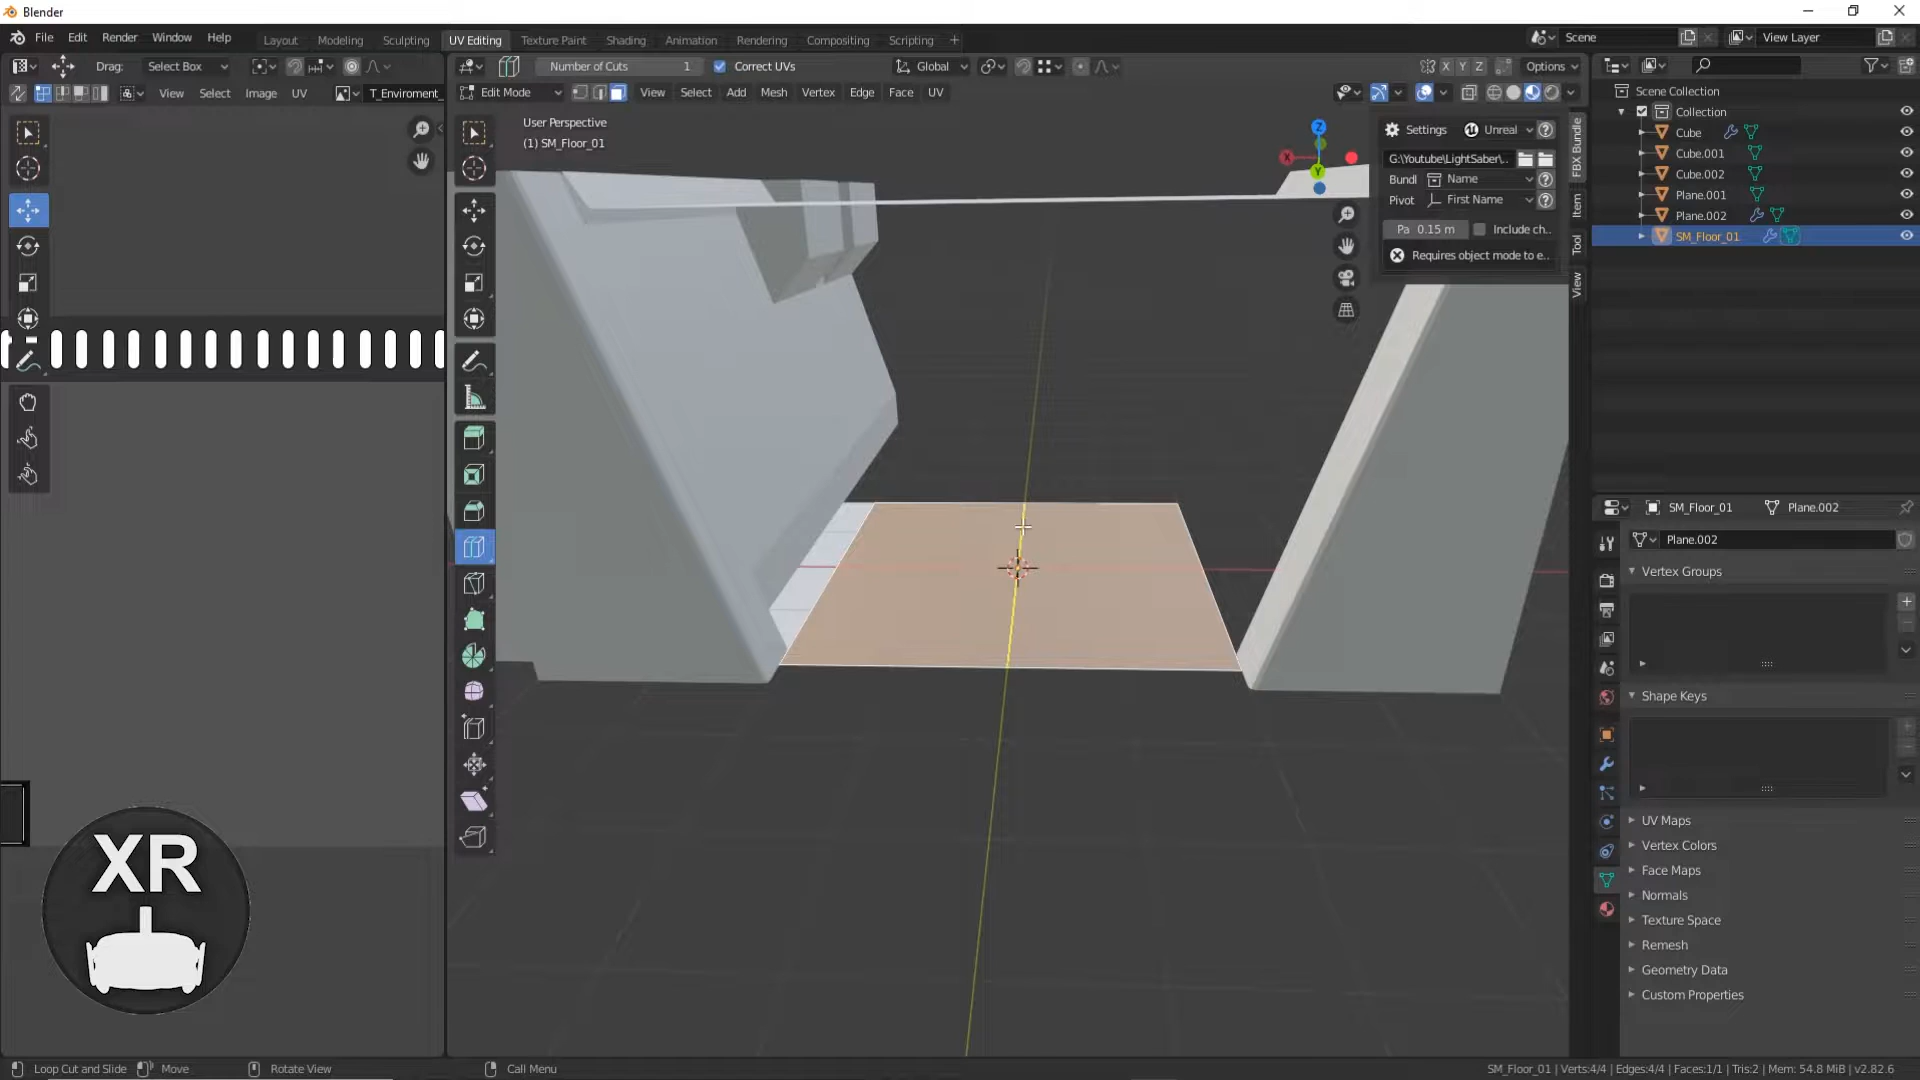 Blender
File Edit Render Window Help
Layout Modeling Sculpting UV Editing Texture Paint Shading Animation Rendering Compositing Scripting +
Scene
View Layer
Drag: Select Box
Number of Cuts 1 Correct UVs
Global
X Y Z
Options
View Select Image UV
T_Enviroment_
Edit Mode
View Select Add Mesh Vertex Edge Face UV
User Perspective
(1) SM_Floor_01
Z
X
Y
Settings Unreal
G:\Youtube\LightSaber\..
Bundl Name
Pivot First Name
Pa 0.15 m Include ch..
Requires object mode to e..
FBX Bundle
Item
Tool
View
Scene Collection
Collection
Cube
Cube.001
Cube.002
Plane.001
Plane.002
SM_Floor_01
SM_Floor_01 Plane.002
Plane.002
Vertex Groups
Shape Keys
UV Maps
Vertex Colors
Face Maps
Normals
Texture Space
Remesh
Geometry Data
Custom Properties
XR
Loop Cut and Slide Move Rotate View Call Menu
SM_Floor_01 | Verts:4/4 | Edges:4/4 | Faces:1/1 | Tris:2 | Mem: 54.8 MiB | v2.82.6